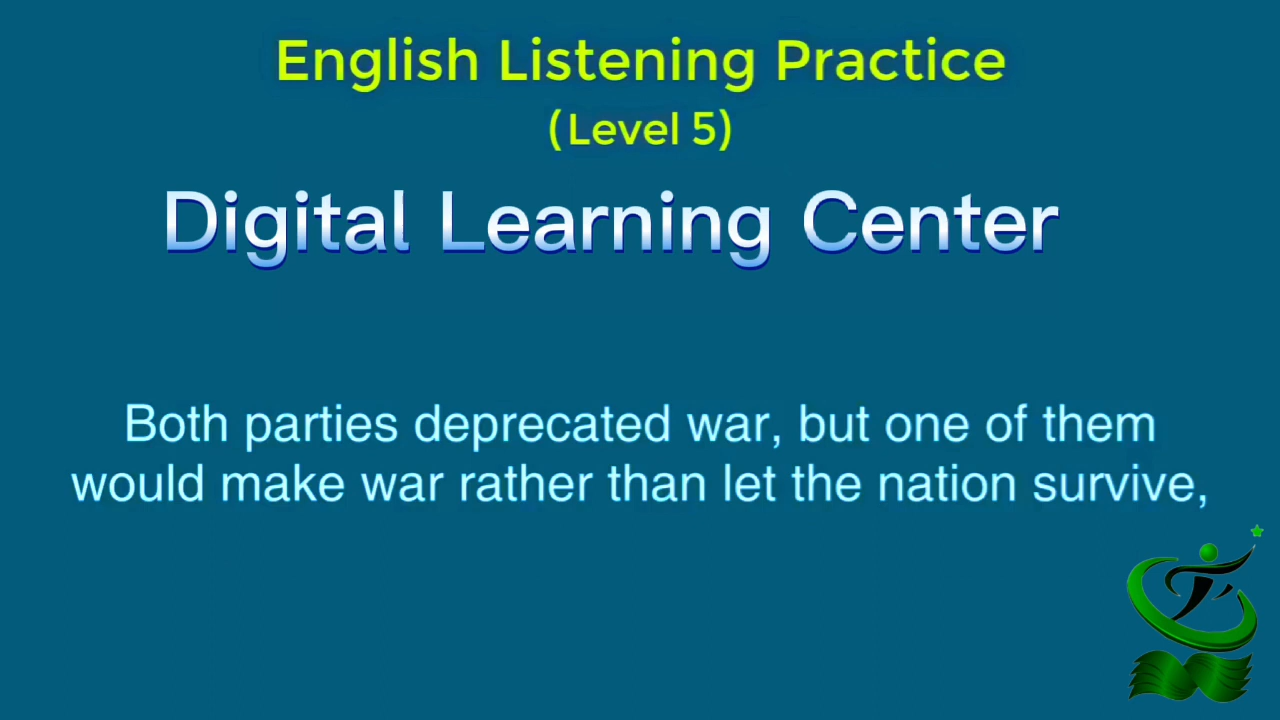 English Listening Practice
(Level 5)
Digital Learning Center
Both parties deprecated war, but one of them
would make war rather than let the nation survive,